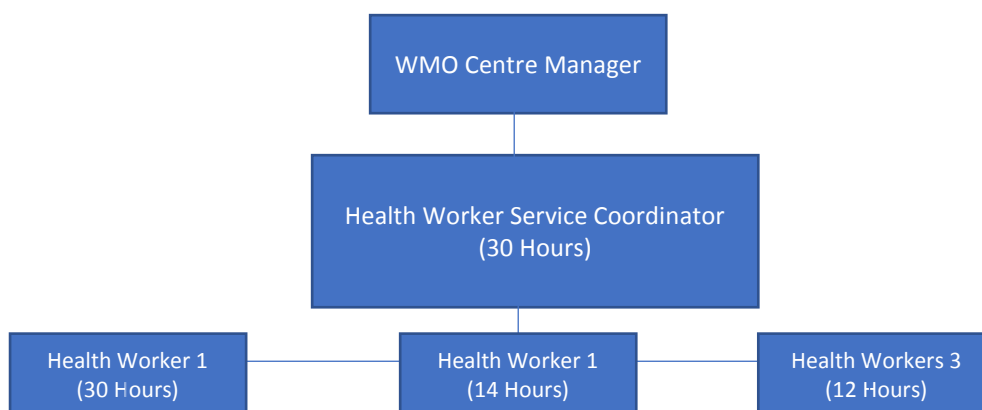 WMO Centre Manager
Health Worker Service Coordinator
(30 Hours)
Health Worker 1
(30 Hours)
Health Worker 1
(14 Hours)
Health Workers 3
(12 Hours)